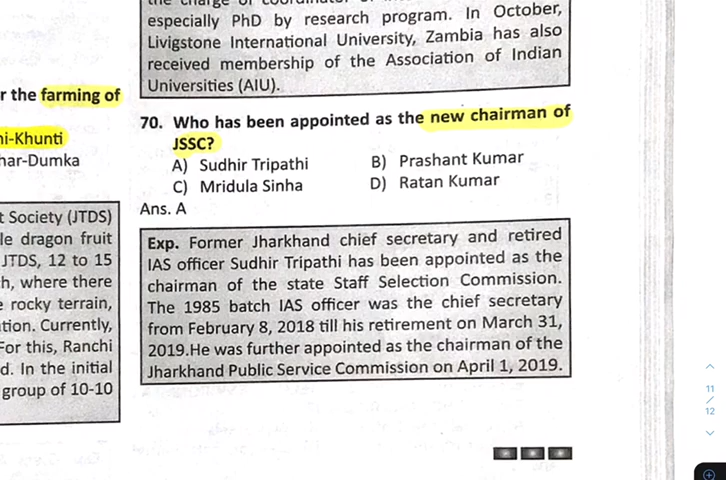 especially PhD by research program. In October,
Livigstone International University, Zambia has also
received membership of the Association of Indian
Universities (AIU).
r the farming of
ni-Khunti
har-Dumka
70. Who has been appointed as the new chairman of
JSSC?
A) Sudhir Tripathi B) Prashant Kumar
C) Mridula Sinha D) Ratan Kumar
Ans. A
t Society (JTDS)
le dragon fruit
JTDS, 12 to 15
h, where there
e rocky terrain,
ation. Currently,
For this, Ranchi
d. In the initial
group of 10-10
Exp. Former Jharkhand chief secretary and retired
IAS officer Sudhir Tripathi has been appointed as the
chairman of the state Staff Selection Commission.
The 1985 batch IAS officer was the chief secretary
from February 8, 2018 till his retirement on March 31,
2019.He was further appointed as the chairman of the
Jharkhand Public Service Commission on April 1, 2019.
11
/
12